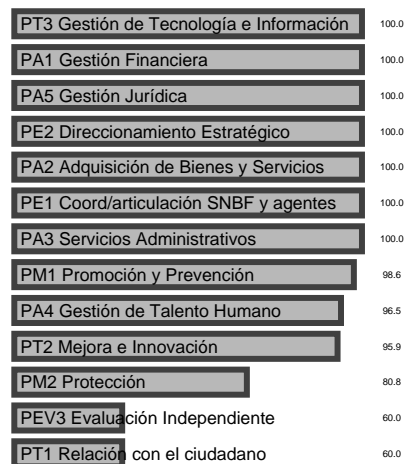 PT3 Gestión de Tecnología e Información 100.0
PA1 Gestión Financiera 100.0
PA5 Gestión Jurídica 100.0
PE2 Direccionamiento Estratégico 100.0
PA2 Adquisición de Bienes y Servicios 100.0
PE1 Coord/articulación SNBF y agentes 100.0
PA3 Servicios Administrativos 100.0
PM1 Promoción y Prevención 98.6
PA4 Gestión de Talento Humano 96.5
PT2 Mejora e Innovación 95.9
PM2 Protección 80.8
PEV3 Evaluación Independiente 60.0
PT1 Relación con el ciudadano 60.0